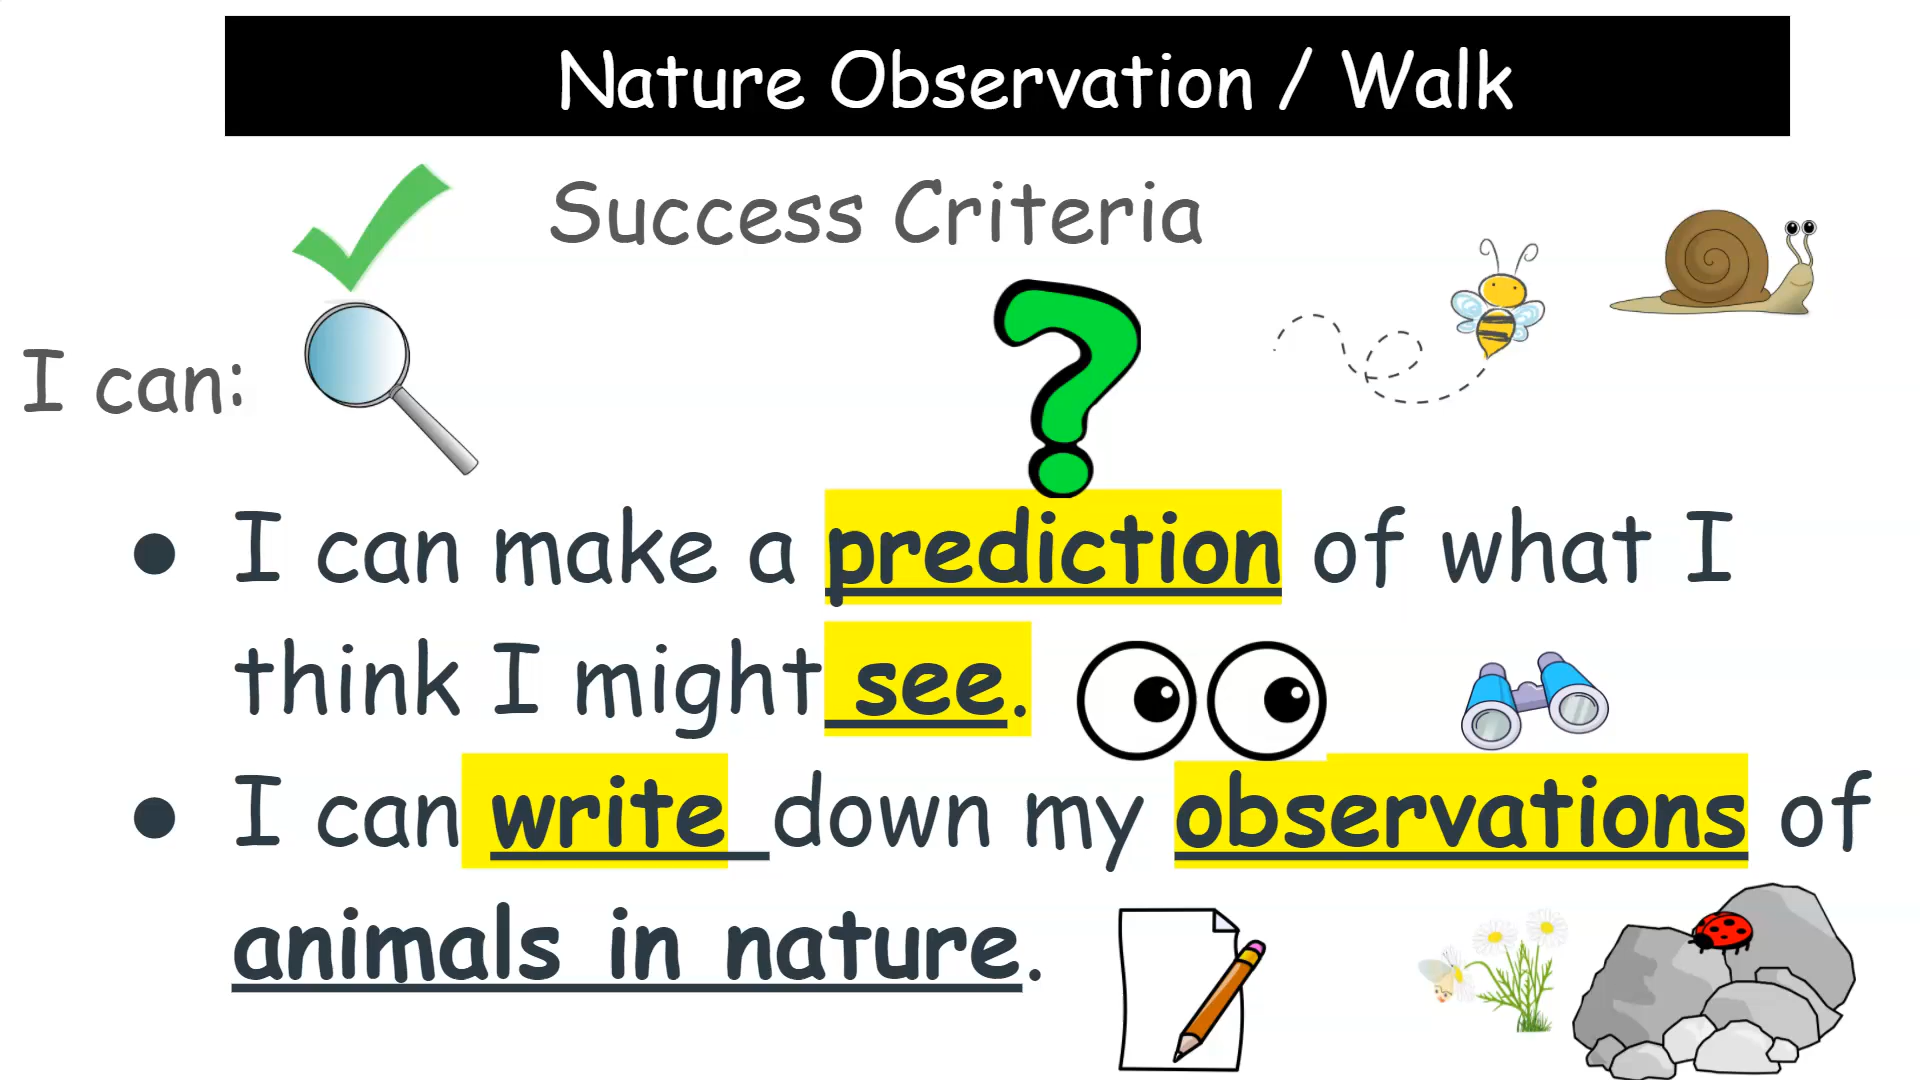 Nature Observation / Walk
Success Criteria
I can:
● I can make a prediction of what I
think I might see.
● I can write down my observations of
animals in nature.